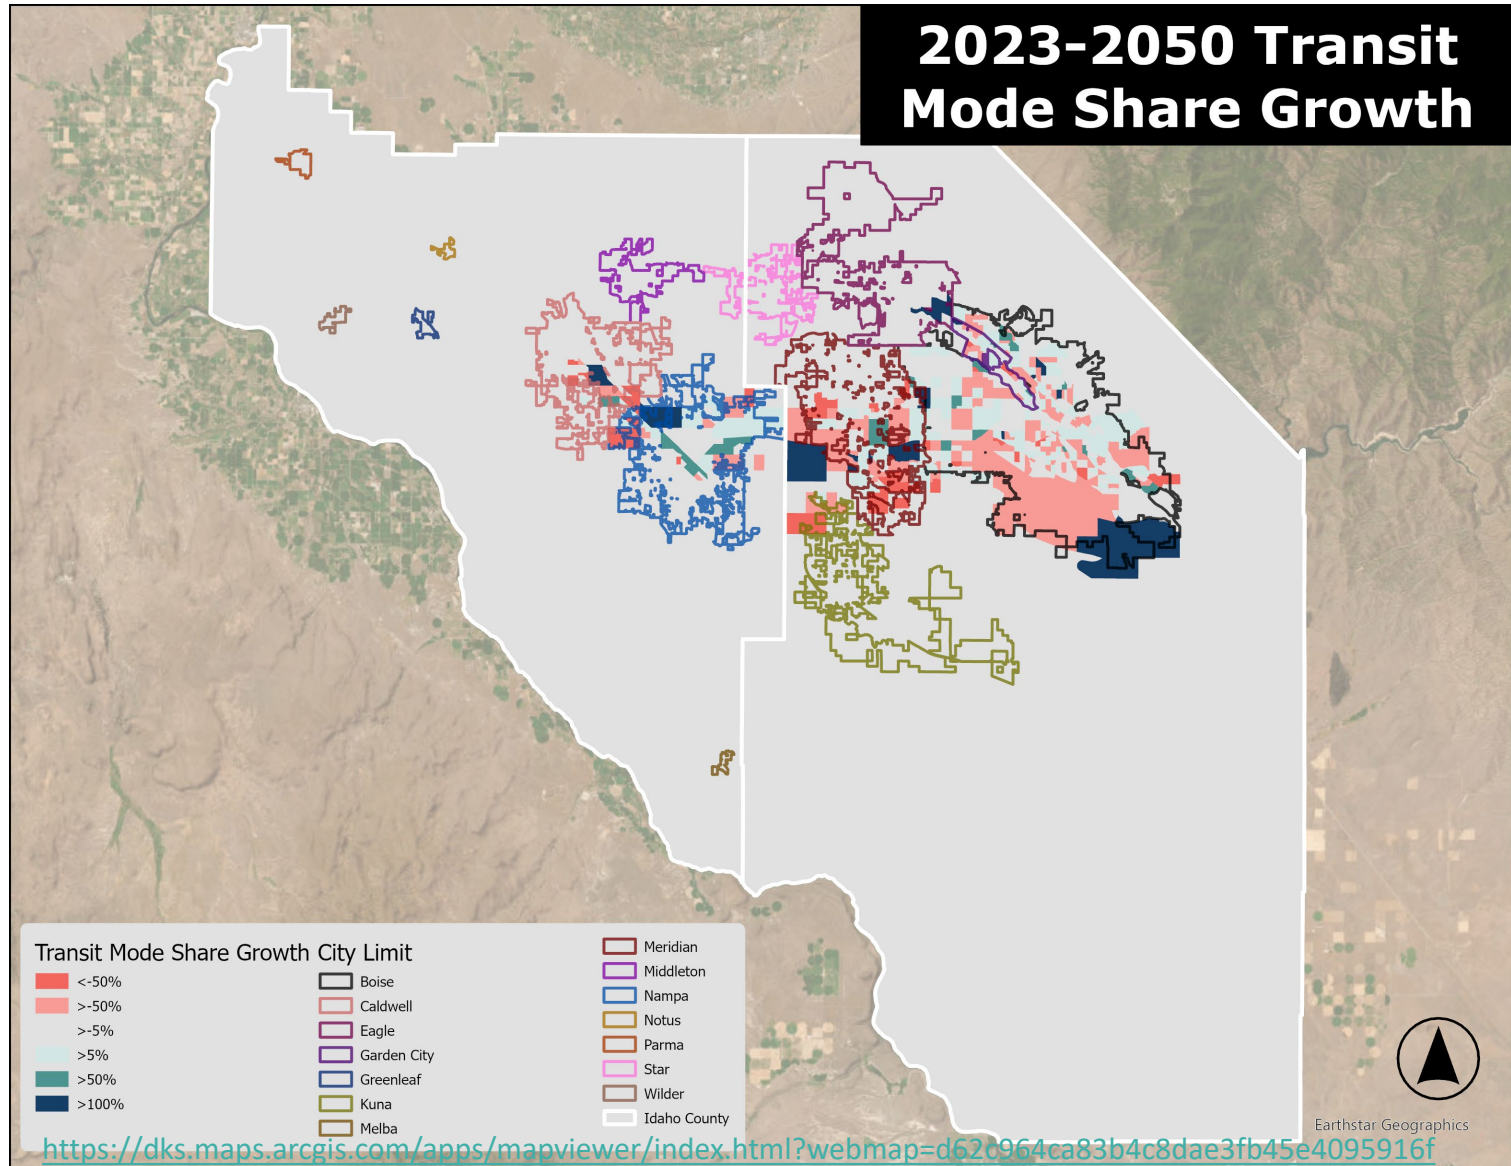 2023-2050 Transit
Mode Share Growth
Transit Mode Share Growth
<-50%
>-50%
>-5%
>5%
>50%
>100%
City Limit
Boise
Caldwell
Eagle
Garden City
Greenleaf
Kuna
Melba
Meridian
Middleton
Nampa
Notus
Parma
Star
Wilder
Idaho County
Earthstar Geographics
https://dks.maps.arcgis.com/apps/mapviewer/index.html?webmap=d62c964ca83b4c8dae3fb45e4095916f